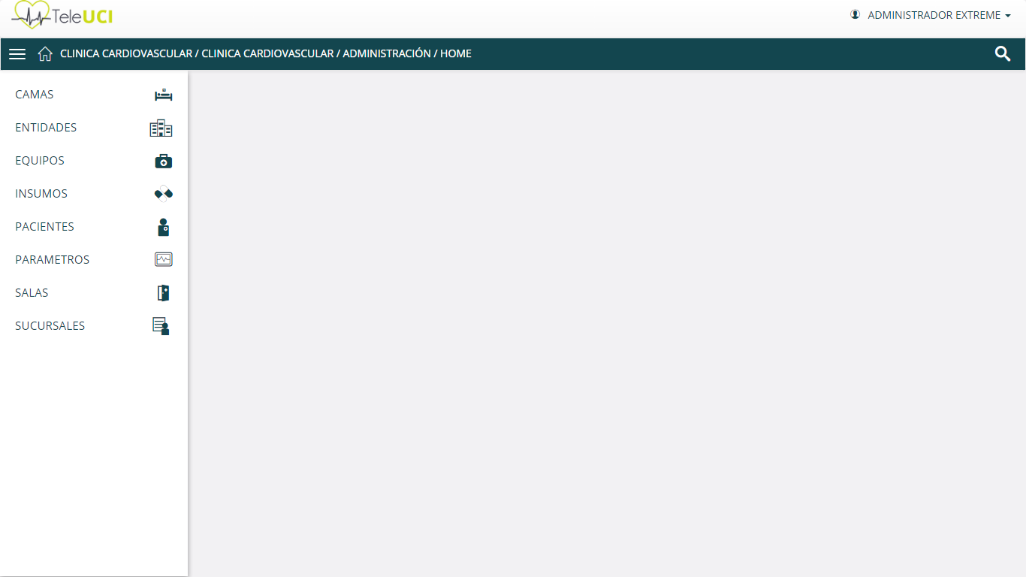 TeleUCI
ADMINISTRADOR EXTREME
CLINICA CARDIOVASCULAR / CLINICA CARDIOVASCULAR / ADMINISTRACIÓN / HOME
CAMAS
ENTIDADES
EQUIPOS
INSUMOS
PACIENTES
PARAMETROS
SALAS
SUCURSALES